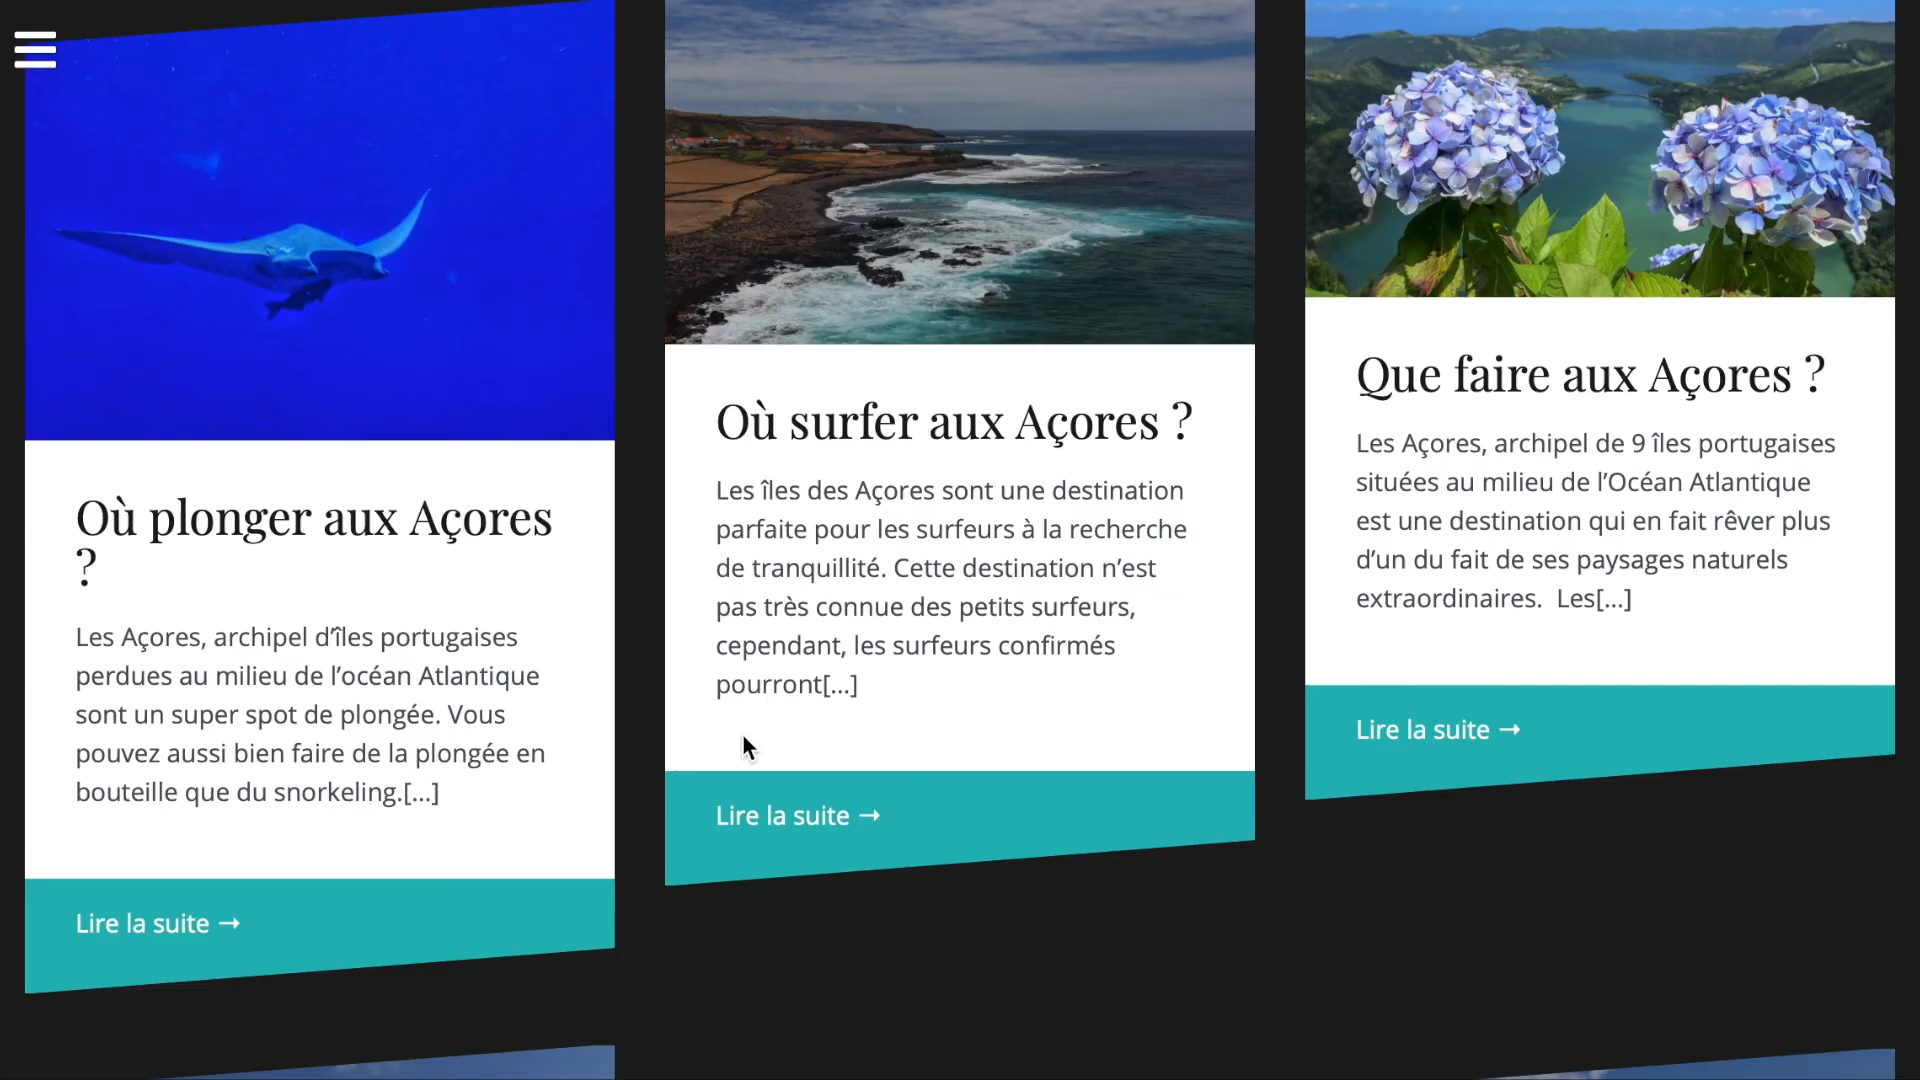 Où plonger aux Açores
?
Les Açores, archipel d’îles portugaises
perdues au milieu de l’océan Atlantique
sont un super spot de plongée. Vous
pouvez aussi bien faire de la plongée en
bouteille que du snorkeling.[...]
Lire la suite →
Où surfer aux Açores ?
Les îles des Açores sont une destination
parfaite pour les surfeurs à la recherche
de tranquillité. Cette destination n’est
pas très connue des petits surfeurs,
cependant, les surfeurs confirmés
pourront[...]
Lire la suite →
Que faire aux Açores ?
Les Açores, archipel de 9 îles portugaises
situées au milieu de l’Océan Atlantique
est une destination qui en fait rêver plus
d’un du fait de ses paysages naturels
extraordinaires.  Les[...]
Lire la suite →